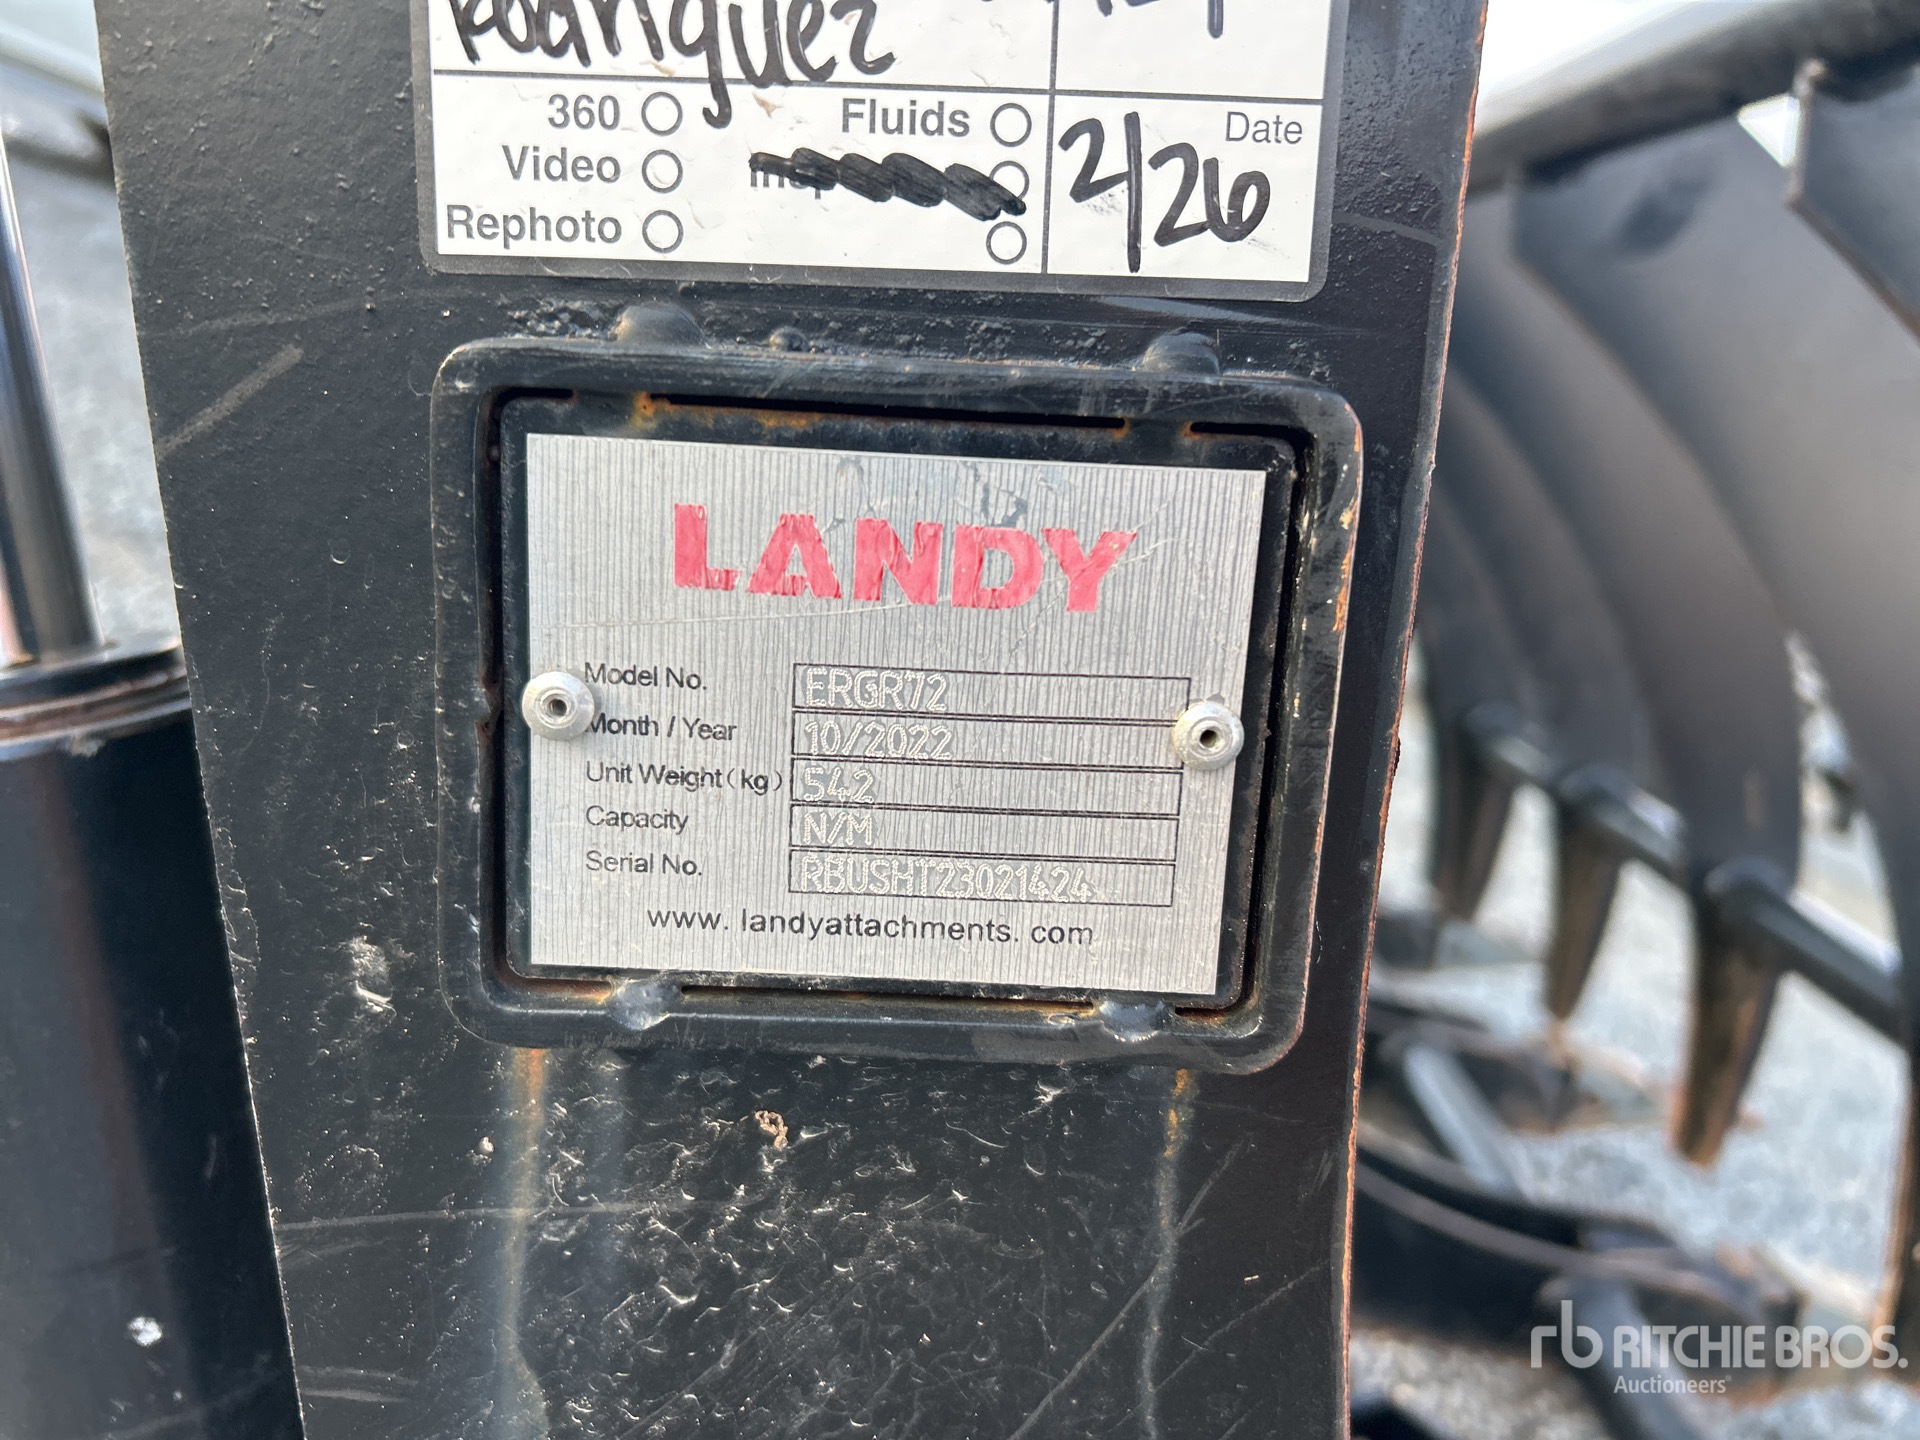 Rodriguez
360 Fluids
Date
2/26
Video
Rephoto
LANDY
Model No. ERGR72
Month / Year 10/2022
Unit Weight (kg) 542
Capacity N/M
Serial No. RBUSHT23021424
www. landyattachments. com
rb RITCHIE BROS.
Auctioneers